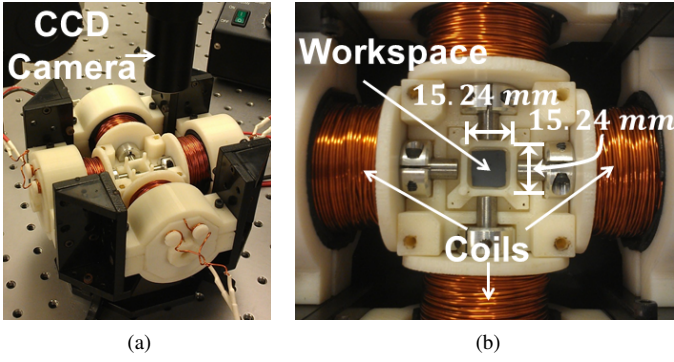 CCD
Camera
Workspace
15.24 mm
15.24 mm
Coils
(a)
(b)